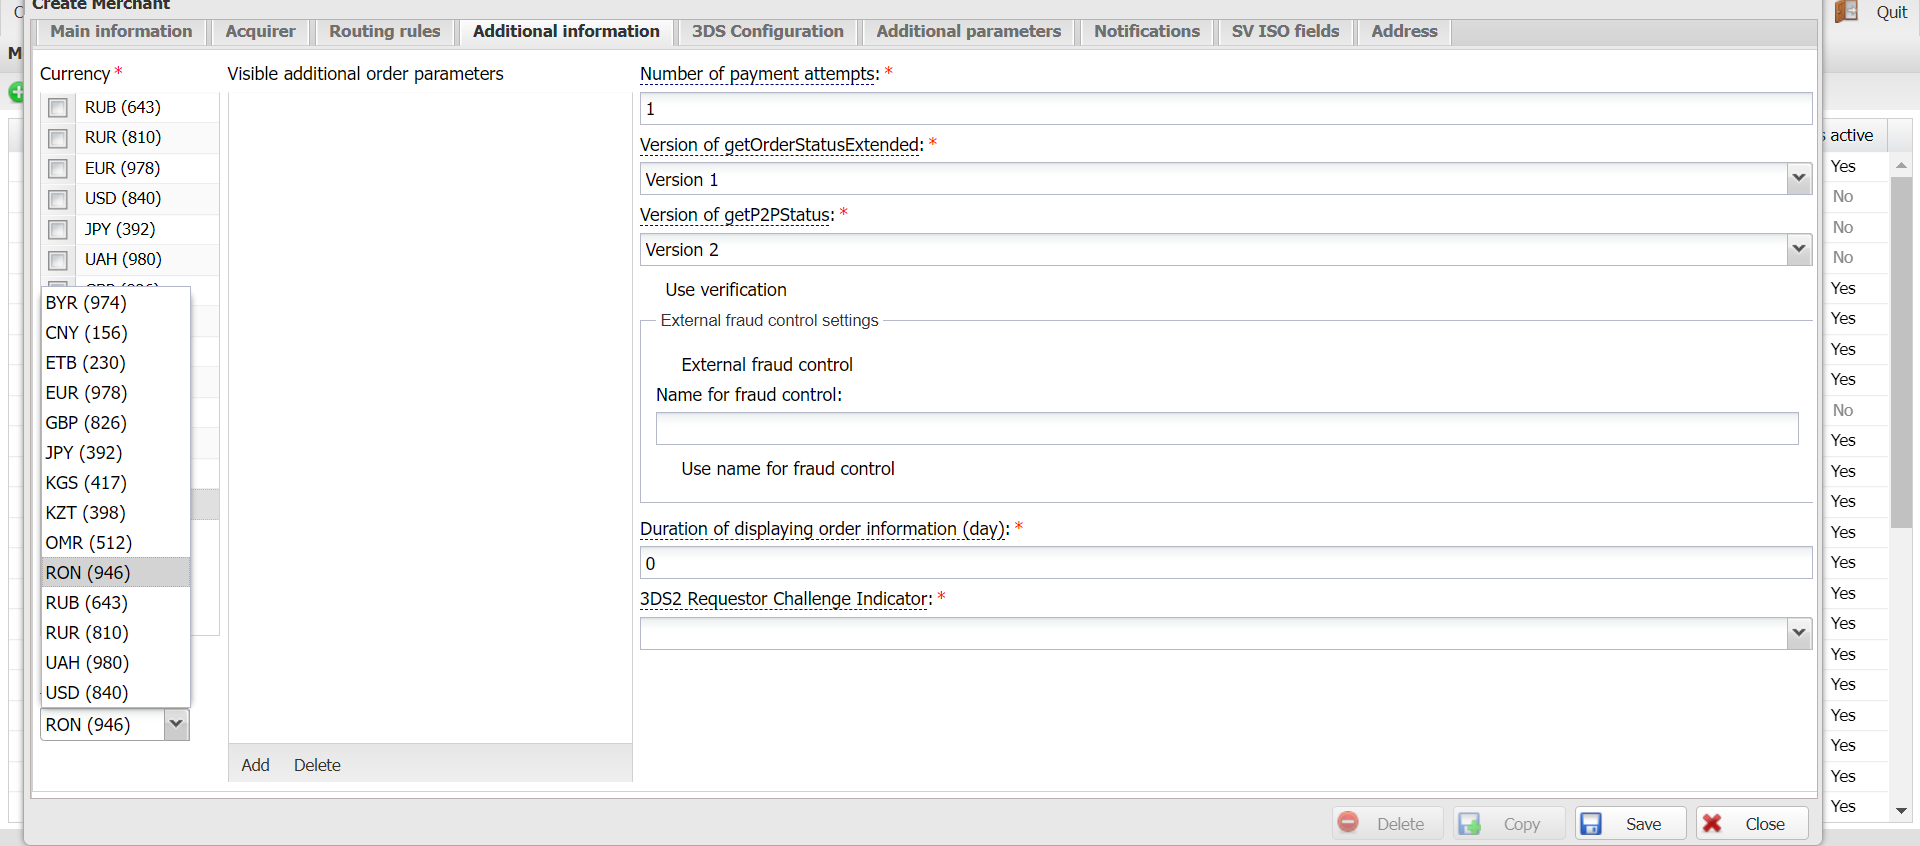 Create Merchant
Quit
Main information
Acquirer
Routing rules
Additional information
3DS Configuration
Additional parameters
Notifications
SV ISO fields
Address
Currency *
RUB (643)
RUR (810)
EUR (978)
USD (840)
JPY (392)
UAH (980)
BYR (974)
CNY (156)
ETB (230)
EUR (978)
GBP (826)
JPY (392)
KGS (417)
KZT (398)
OMR (512)
RON (946)
RUB (643)
RUR (810)
UAH (980)
USD (840)
RON (946)
Visible additional order parameters
Add Delete
Number of payment attempts: *
1
Version of getOrderStatusExtended: *
Version 1
Version of getP2PStatus: *
Version 2
Use verification
External fraud control settings
External fraud control
Name for fraud control:
Use name for fraud control
Duration of displaying order information (day): *
0
3DS2 Requestor Challenge Indicator: *
active
Yes
No
No
No
Yes
Yes
Yes
Yes
No
Yes
Yes
Yes
Yes
Yes
Yes
Yes
Yes
Yes
Yes
Yes
Yes
Yes
Delete
Copy
Save
Close